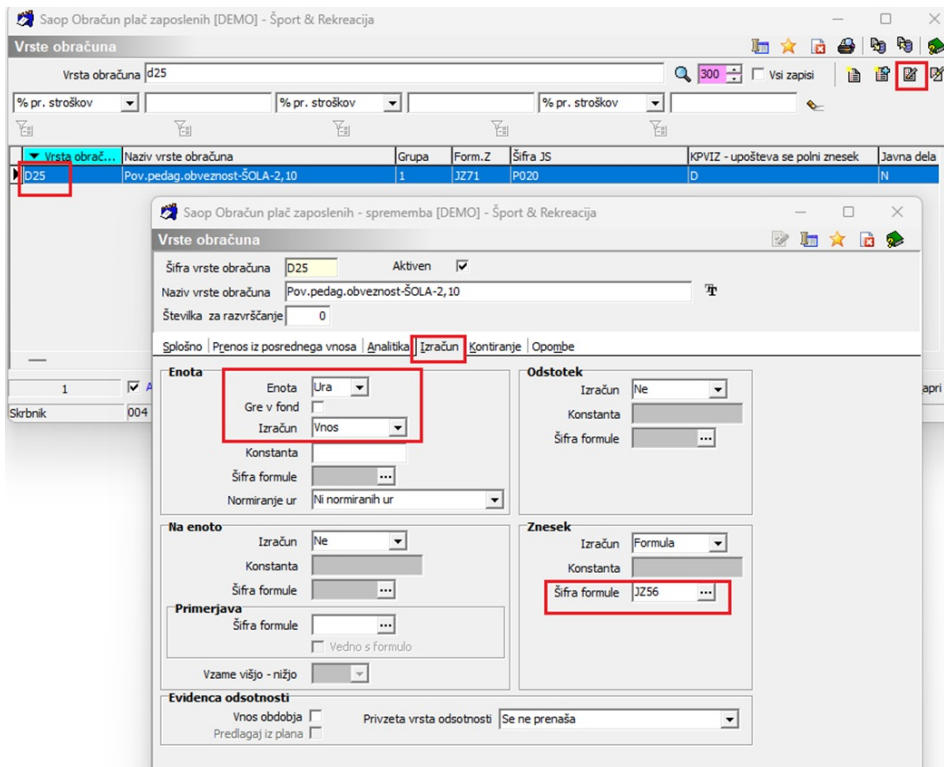 Saop Obračun plač zaposlenih [DEMO] - Šport & Rekreacija
Vrste obračuna
Vrsta obračuna d25 300 Vsi zapisi
% pr. stroškov % pr. stroškov % pr. stroškov
Vrsta obrač... Naziv vrste obračuna Grupa Form.Z Šifra JS KPVIZ - upošteva se polni znesek Javna dela
D25 Pov.pedag.obveznost-ŠOLA-2,10 1 JZ71 P020 D N
Saop Obračun plač zaposlenih - sprememba [DEMO] - Šport & Rekreacija
Vrste obračuna
Šifra vrste obračuna D25 Aktiven
Naziv vrste obračuna Pov.pedag.obveznost-ŠOLA-2,10
Številka za razvrščanje 0
Splošno Prenos iz posrednega vnosa Analitika Izračun Kontiranje Opombe
Enota
Enota Ura
Gre v fond
Izračun Vnos
Konstanta
Šifra formule ...
Normiranje ur Ni normiranih ur
Odstotek
Izračun Ne
Konstanta
Šifra formule ...
Na enoto
Izračun Ne
Konstanta
Šifra formule ...
Primerjava
Šifra formule ...
Vedno s formulo
Vzame višjo - nižjo
Znesek
Izračun Formula
Konstanta
Šifra formule JZ56 ...
Evidenca odsotnosti
Vnos obdobja Privzeta vrsta odsotnosti Se ne prenaša
Predlagaj iz plana
1 A apri
Skrbnik 004